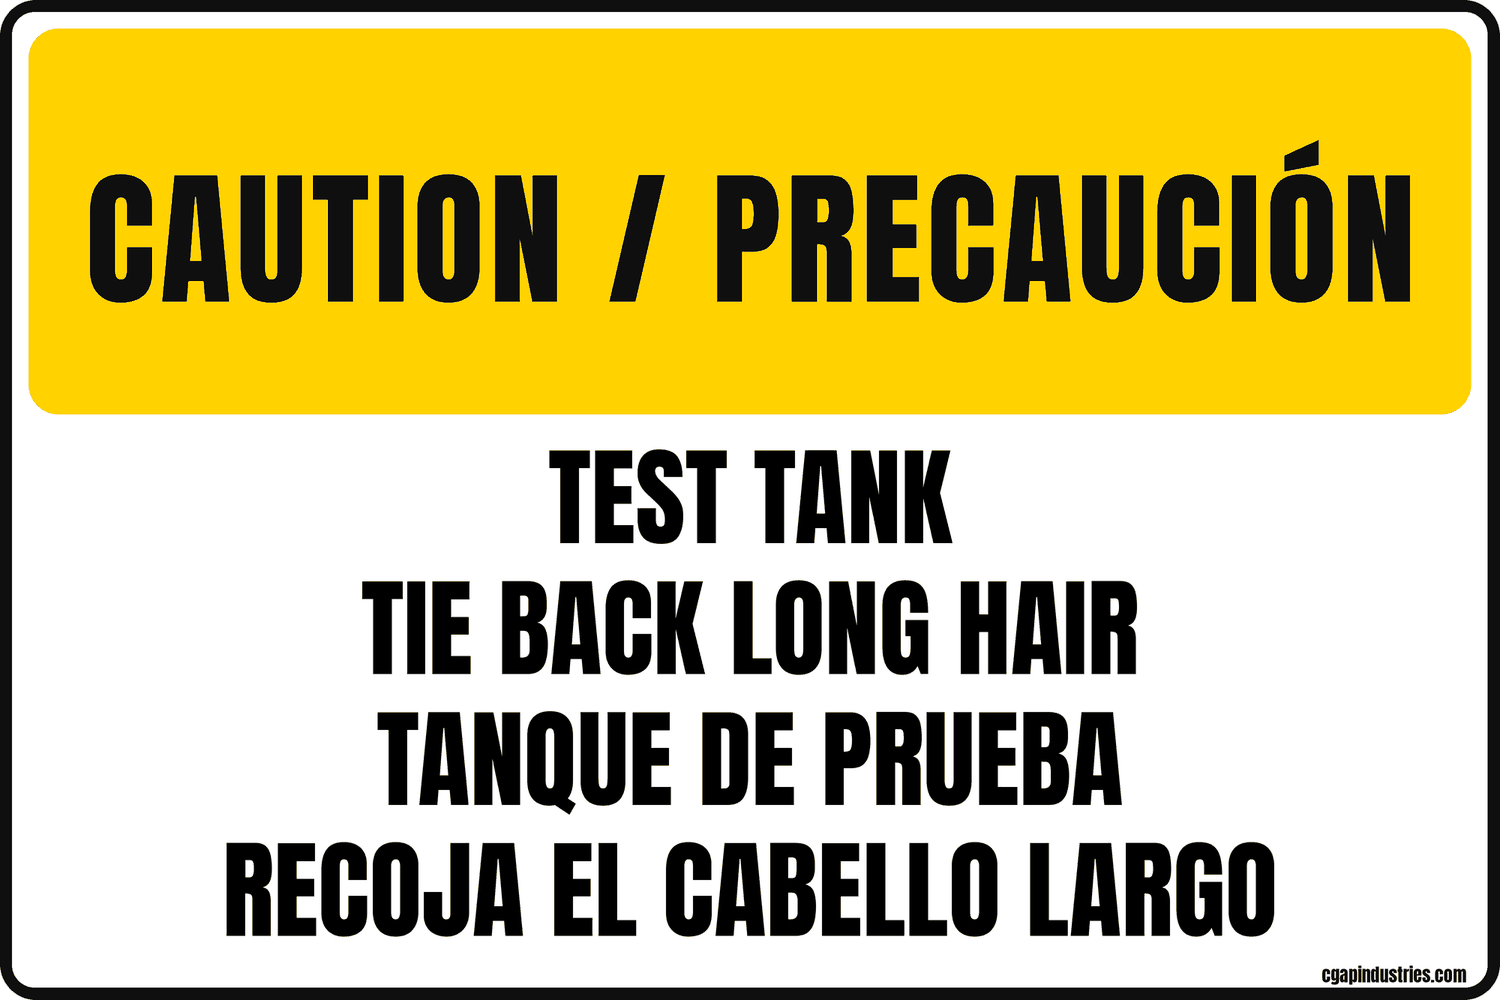 CAUTION / PRECAUCIÓN
TEST TANK
TIE BACK LONG HAIR
TANQUE DE PRUEBA
RECOJA EL CABELLO LARGO
cgapindustries.com